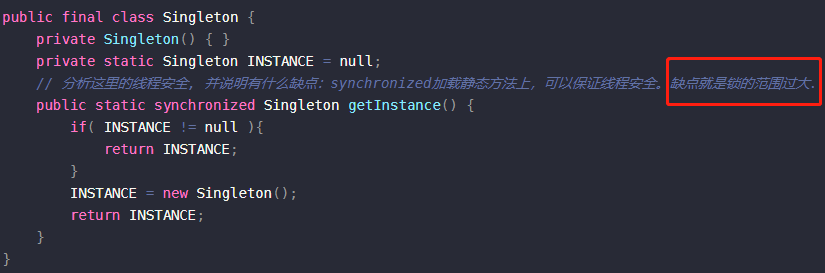 public final class Singleton {
    private Singleton() { }
    private static Singleton INSTANCE = null;
    // 分析这里的线程安全, 并说明有什么缺点：synchronized加载静态方法上，可以保证线程安全。缺点就是锁的范围过大.
    public static synchronized Singleton getInstance() {
        if( INSTANCE != null ){
            return INSTANCE;
        }
        INSTANCE = new Singleton();
        return INSTANCE;
    }
}